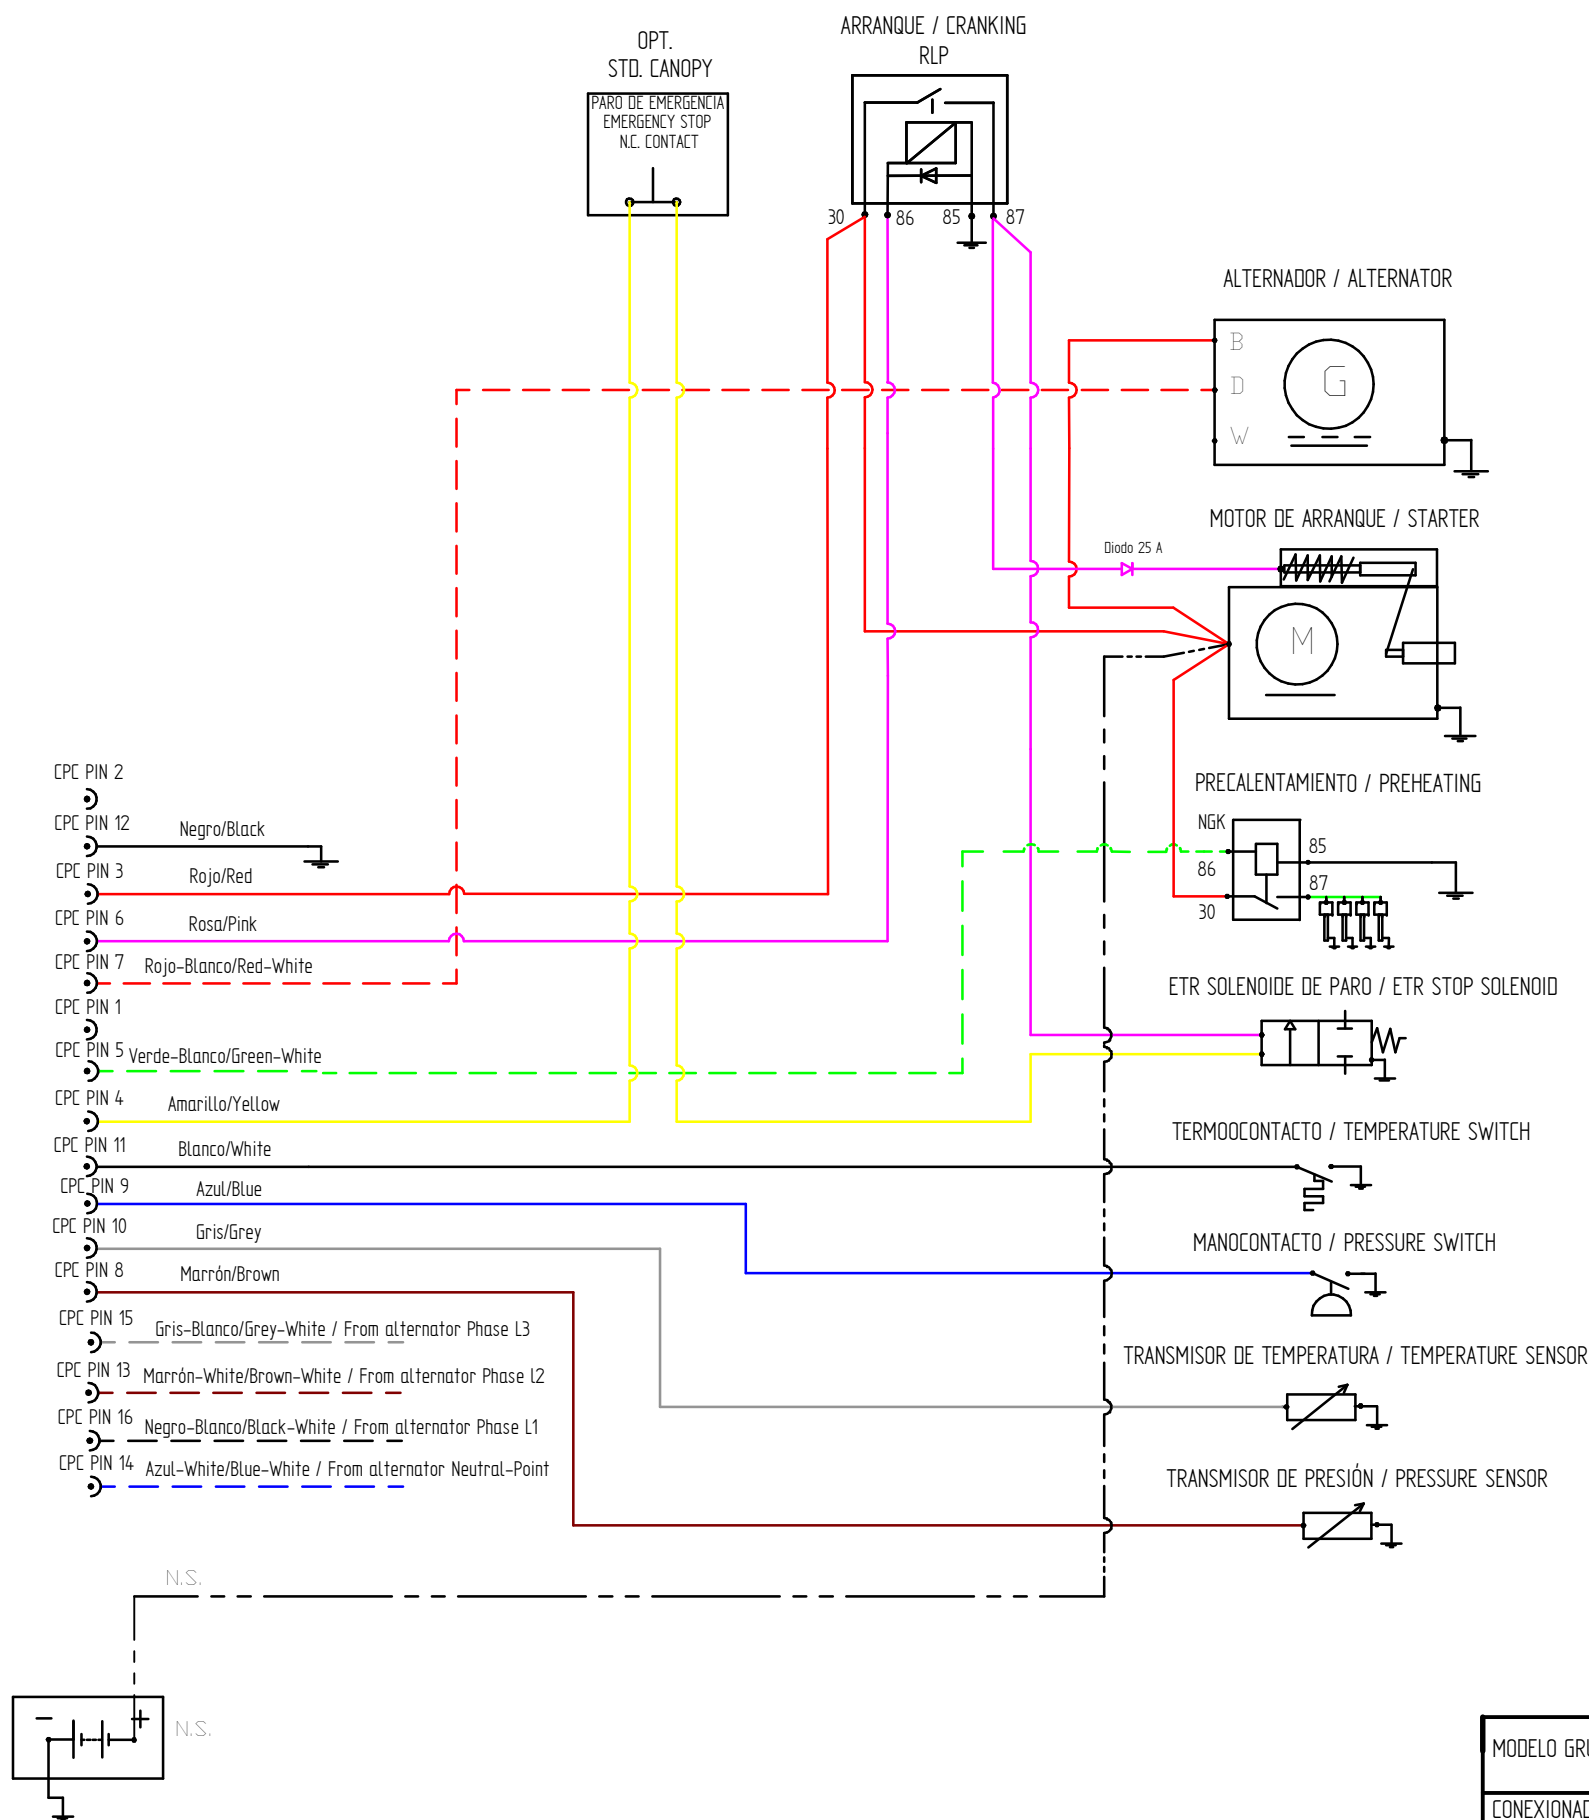 ARRANQUE / CRANKING
RLP
OPT.
STD. CANOPY
PARO DE EMERGENCIA
EMERGENCY STOP
N.C. CONTACT
30
86
85
87
ALTERNADOR / ALTERNATOR
B
D
W
G
MOTOR DE ARRANQUE / STARTER
Diodo 25 A
M
PRECALENTAMIENTO / PREHEATING
NGK
86
30
85
87
ETR SOLENOIDE DE PARO / ETR STOP SOLENOID
TERMOOCONTACTO / TEMPERATURE SWITCH
MANOCONTACTO / PRESSURE SWITCH
TRANSMISOR DE TEMPERATURA / TEMPERATURE SENSOR
TRANSMISOR DE PRESIÓN / PRESSURE SENSOR
CPC PIN 2
CPC PIN 12
Negro/Black
CPC PIN 3
Rojo/Red
CPC PIN 6
Rosa/Pink
CPC PIN 7
Rojo-Blanco/Red-White
CPC PIN 1
CPC PIN 5
Verde-Blanco/Green-White
CPC PIN 4
Amarillo/Yellow
CPC PIN 11
Blanco/White
CPC PIN 9
Azul/Blue
CPC PIN 10
Gris/Grey
CPC PIN 8
Marrón/Brown
CPC PIN 15
Gris-Blanco/Grey-White / From alternator Phase L3
CPC PIN 13
Marrón-White/Brown-White / From alternator Phase L2
CPC PIN 16
Negro-Blanco/Black-White / From alternator Phase L1
CPC PIN 14
Azul-White/Blue-White / From alternator Neutral-Point
N.S.
N.S.
- +
MODELO